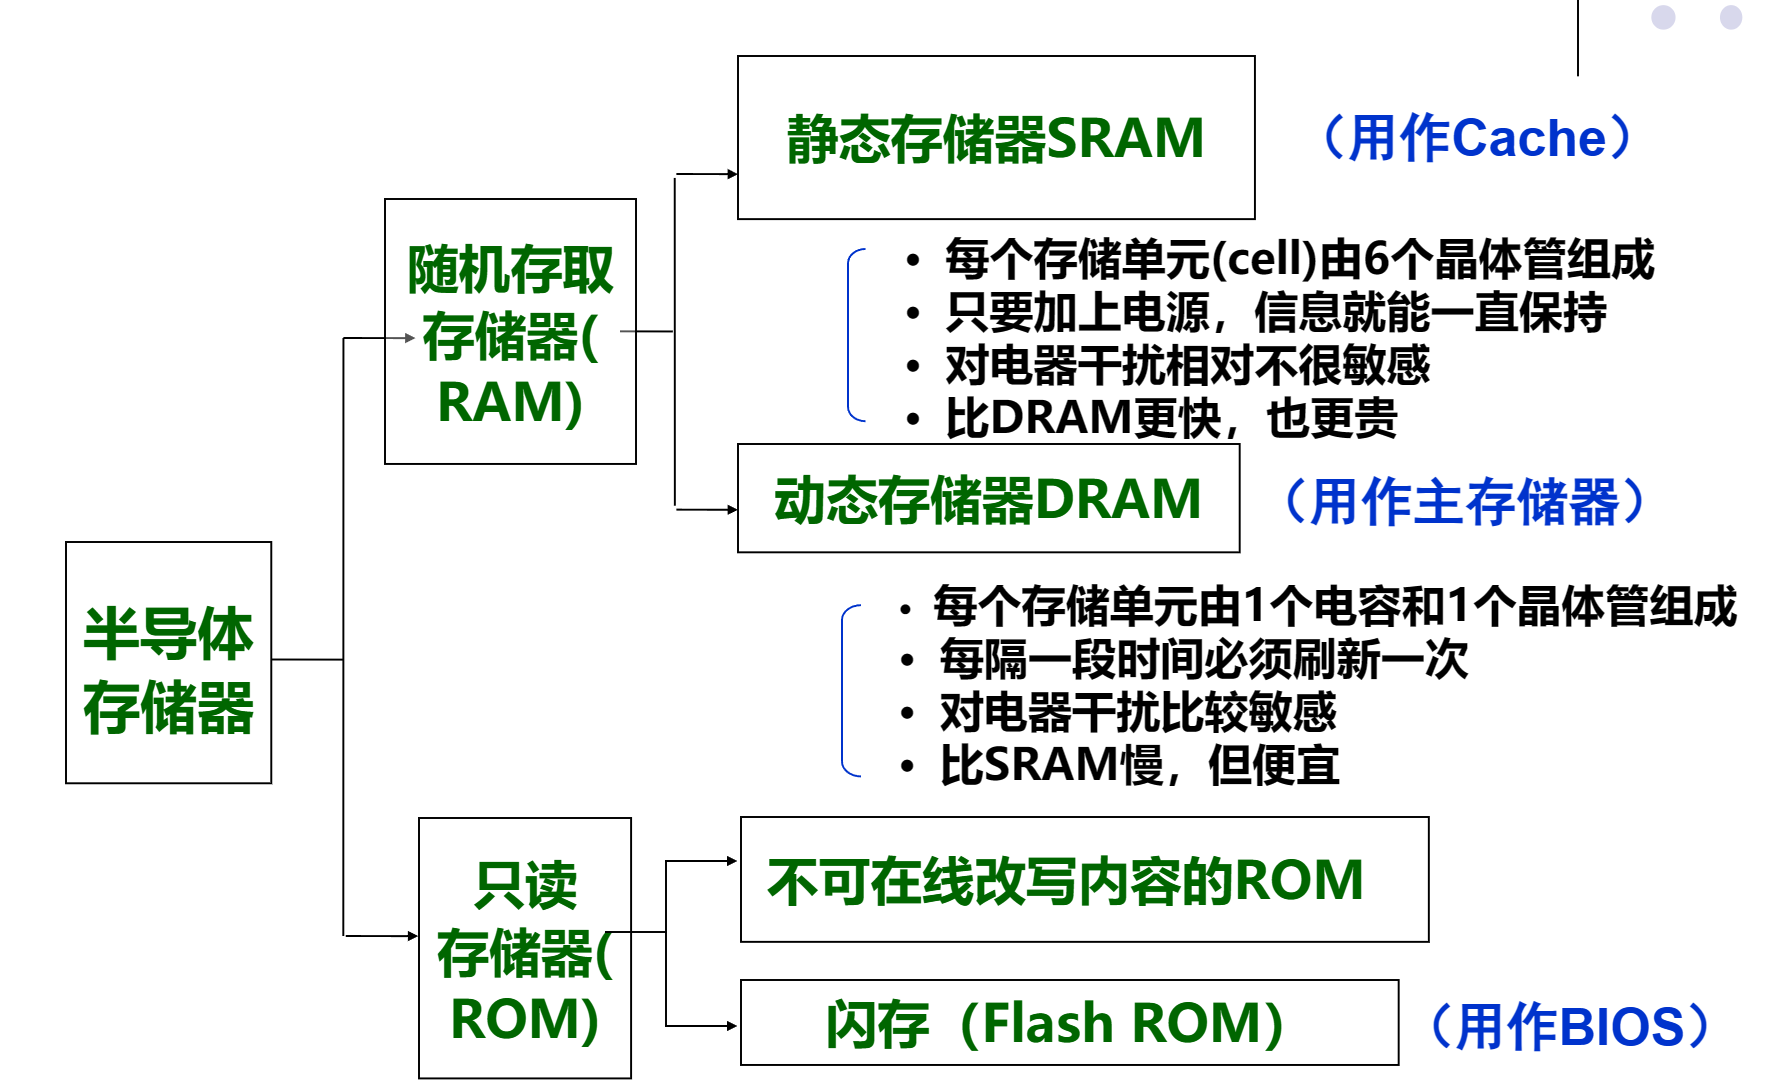 静态存储器SRAM
（用作Cache）
随机存取
存储器(
RAM)
• 每个存储单元(cell)由6个晶体管组成
• 只要加上电源，信息就能一直保持
• 对电器干扰相对不很敏感
• 比DRAM更快，也更贵
动态存储器DRAM
（用作主存储器）
半导体
存储器
• 每个存储单元由1个电容和1个晶体管组成
• 每隔一段时间必须刷新一次
• 对电器干扰比较敏感
• 比SRAM慢，但便宜
只读
存储器(
ROM)
不可在线改写内容的ROM
闪存（Flash ROM）
（用作BIOS）